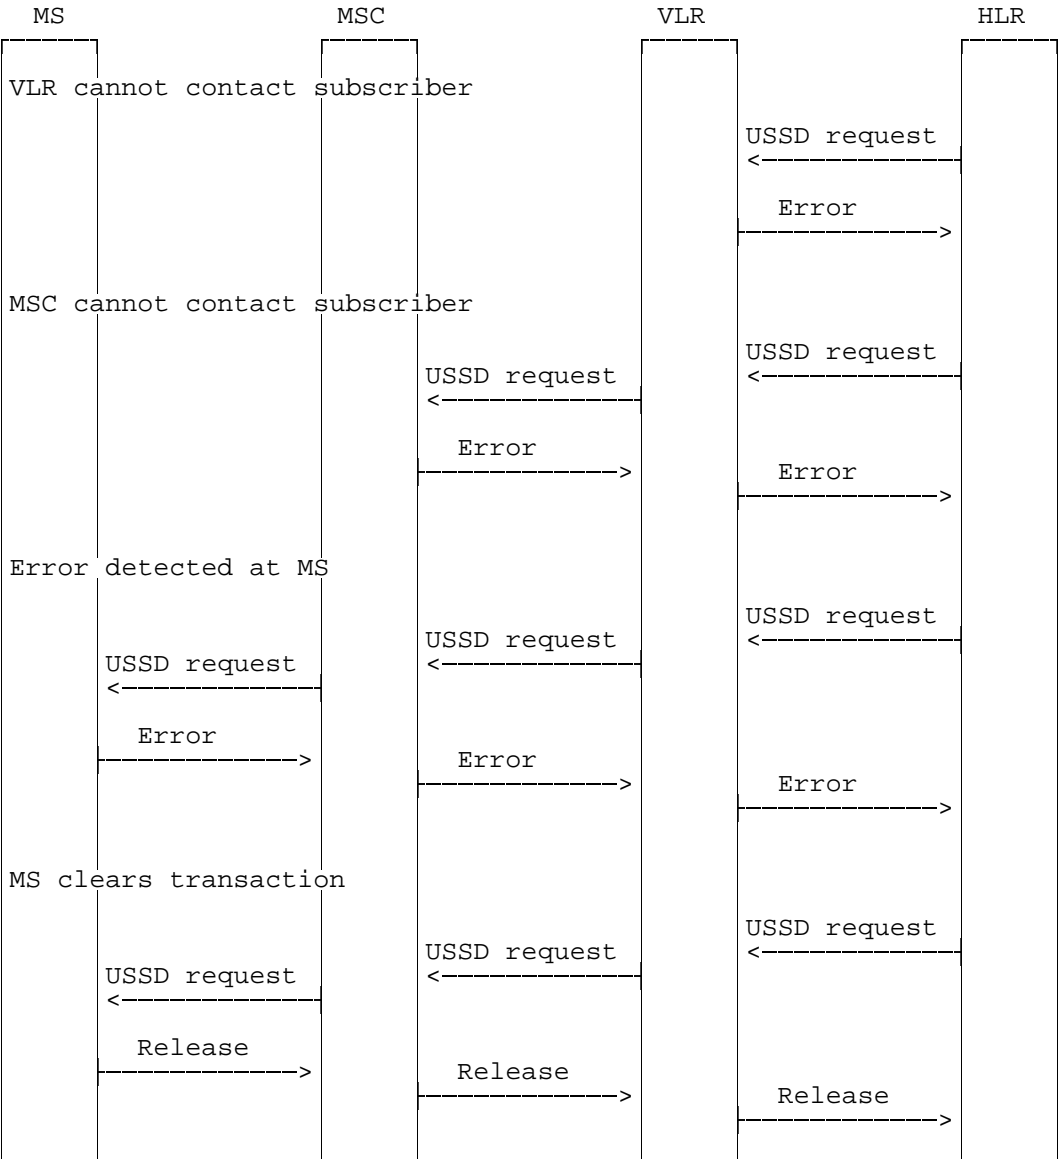 MS MSC VLR HLR
VLR cannot contact subscriber
USSD request
Error
MSC cannot contact subscriber
USSD request
USSD request
Error
Error
Error detected at MS
USSD request
USSD request
USSD request
Error
Error
Error
MS clears transaction
USSD request
USSD request
USSD request
Release
Release
Release